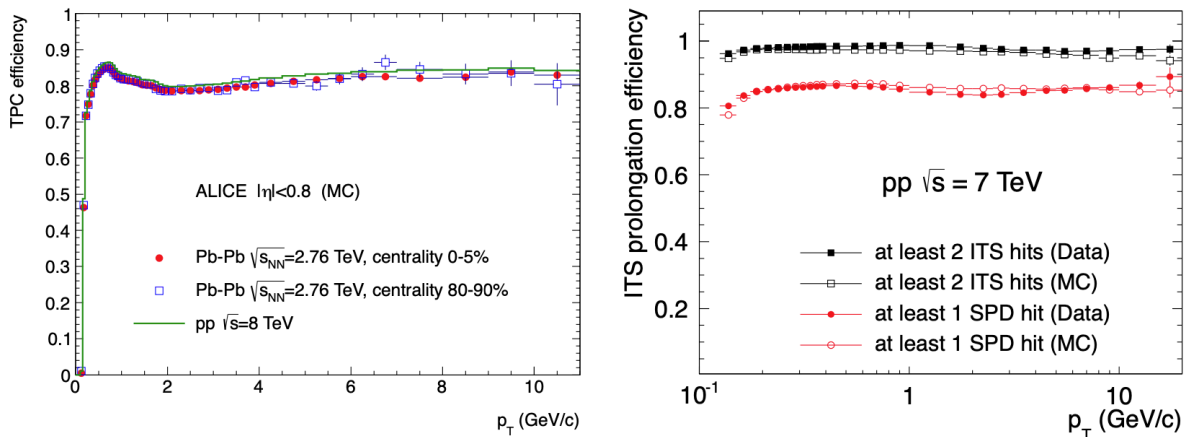 TPC efficiency
0.9
0.8
0.7
0.6
0.5
0.4
0.3
0.2
0.1
0
ALICE |η|<0.8 (MC)
Pb-Pb √sNN=2.76 TeV, centrality 0-5%
Pb-Pb √sNN=2.76 TeV, centrality 80-90%
pp √s=8 TeV
0 2 4 6 8 10
pT (GeV/c)
ITS prolongation efficiency
1
0.8
0.6
0.4
0.2
pp √s = 7 TeV
at least 2 ITS hits (Data)
at least 2 ITS hits (MC)
at least 1 SPD hit (Data)
at least 1 SPD hit (MC)
10-1 1 10
pT (GeV/c)